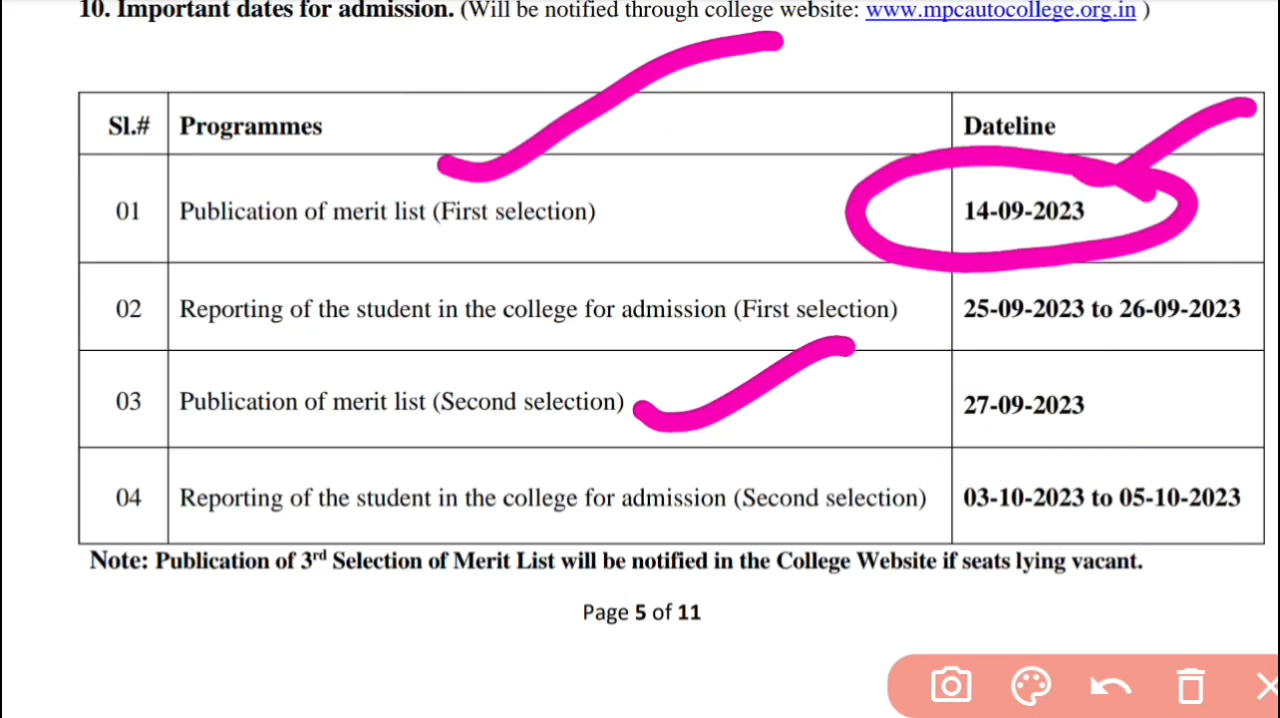 10. Important dates for admission. (Will be notified through college website: www.mpcautocollege.org.in )
Sl.# Programmes Dateline
01 Publication of merit list (First selection) 14-09-2023
02 Reporting of the student in the college for admission (First selection) 25-09-2023 to 26-09-2023
03 Publication of merit list (Second selection) 27-09-2023
04 Reporting of the student in the college for admission (Second selection) 03-10-2023 to 05-10-2023
Note: Publication of 3rd Selection of Merit List will be notified in the College Website if seats lying vacant.
Page 5 of 11